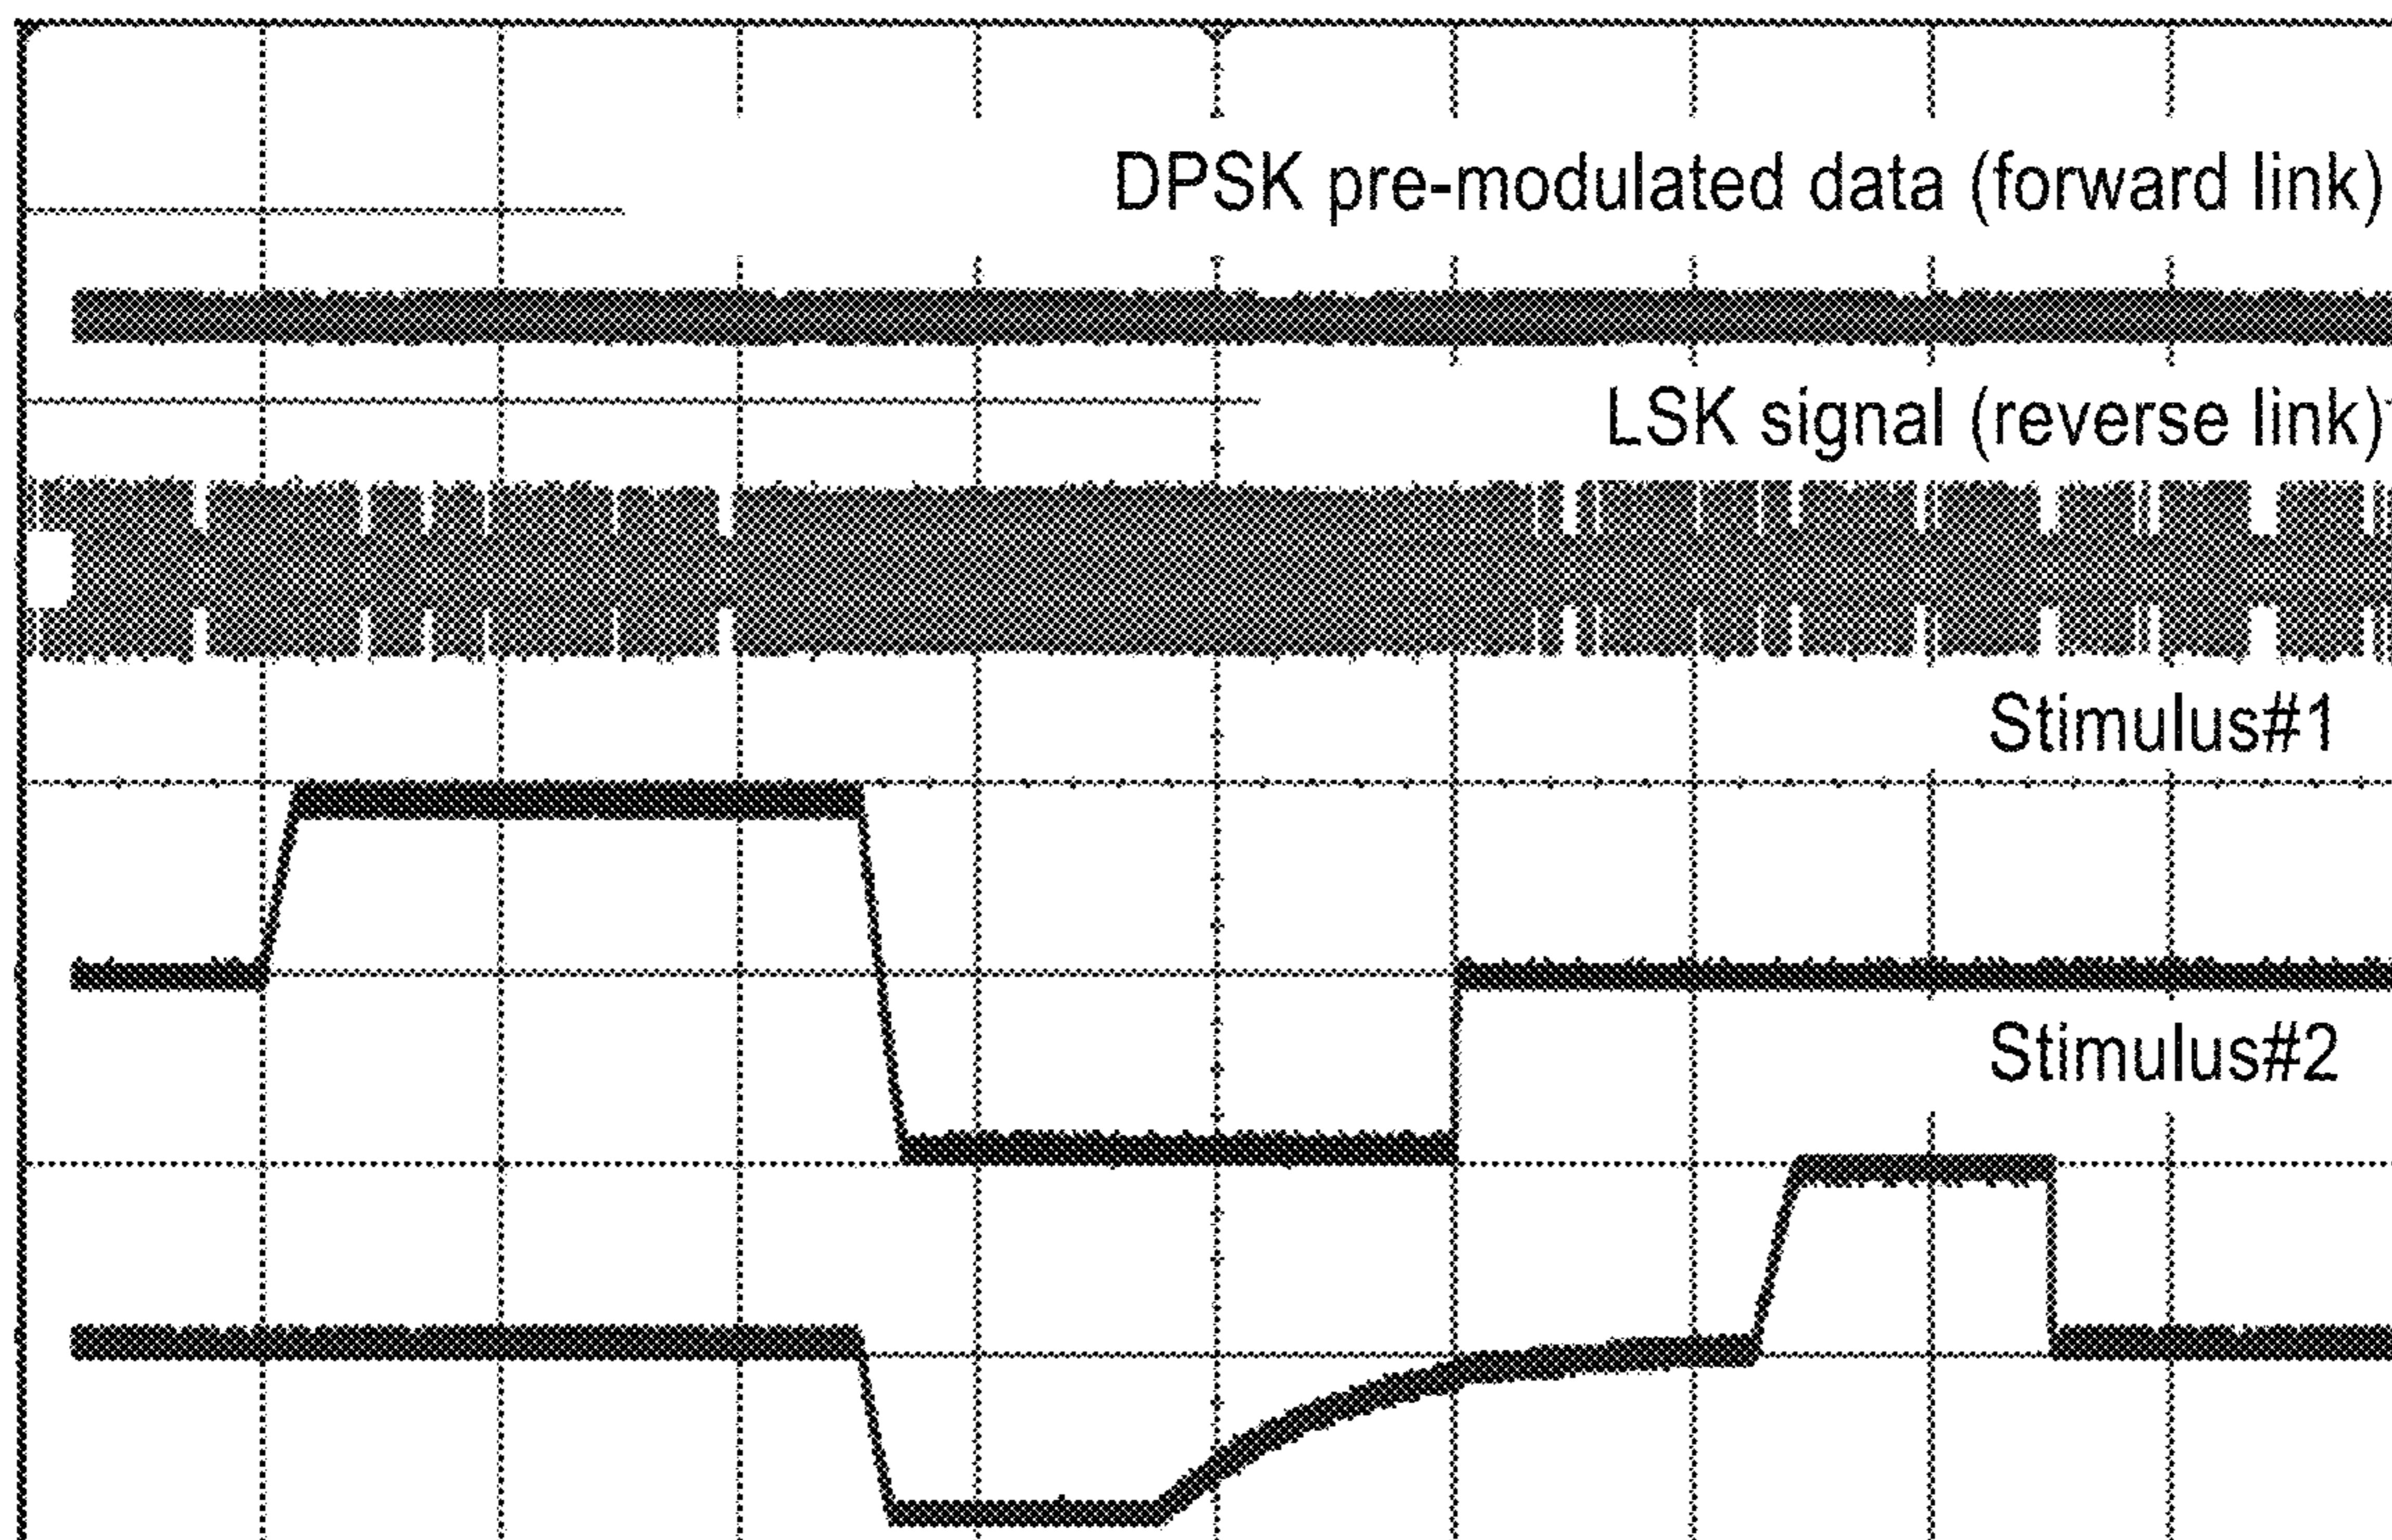 DPSK pre-modulated data (forward link)
LSK signal (reverse link)
Stimulus#1
Stimulus#2